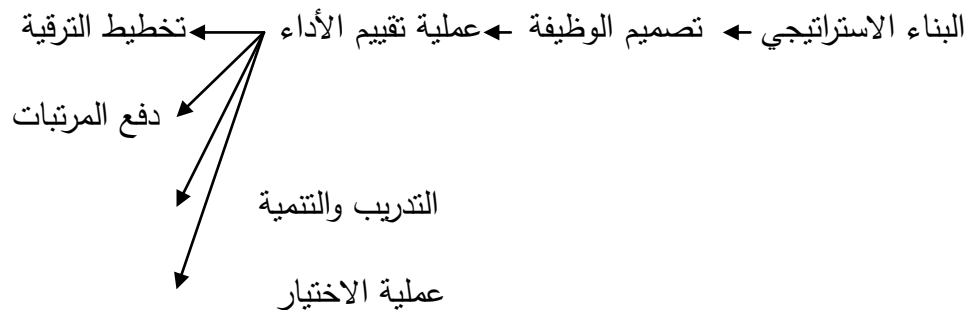 البناء الاستراتيجي ← تصميم الوظيفة ← عملية تقييم الأداء ← تخطيط الترقية
دفع المرتبات
التدريب والتنمية
عملية الاختيار